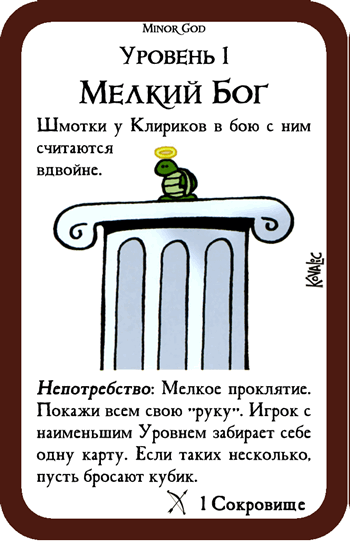 Minor God
Уровень 1
Мелкий Бог
Шмотки у Клириков в бою с ним
считаются
вдвойне.
Kovalic
Непотребство: Мелкое проклятие.
Покажи всем свою "руку". Игрок с
наименьшим Уровнем забирает себе
одну карту. Если таких несколько,
пусть бросают кубик.
1 Сокровище